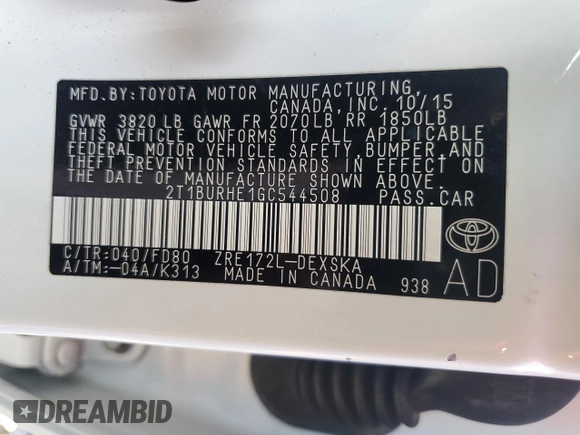 MFD. BY: TOYOTA MOTOR MANUFACTURING,
CANADA, INC. 10/15
GVWR 3820 LB GAWR FR 2070LB RR 1850LB
THIS VEHICLE CONFORMS TO ALL APPLICABLE
FEDERAL MOTOR VEHICLE SAFETY, BUMPER, AND
THEFT PREVENTION STANDARDS IN EFFECT ON
THE DATE OF MANUFACTURE SHOWN ABOVE.
2T1BURHE1GC544508 PASS. CAR
C/TR: 040/FD80 ZRE172L-DEXSKA
A/TM: -04A/K313 MADE IN CANADA 938
AD
DREAMBID